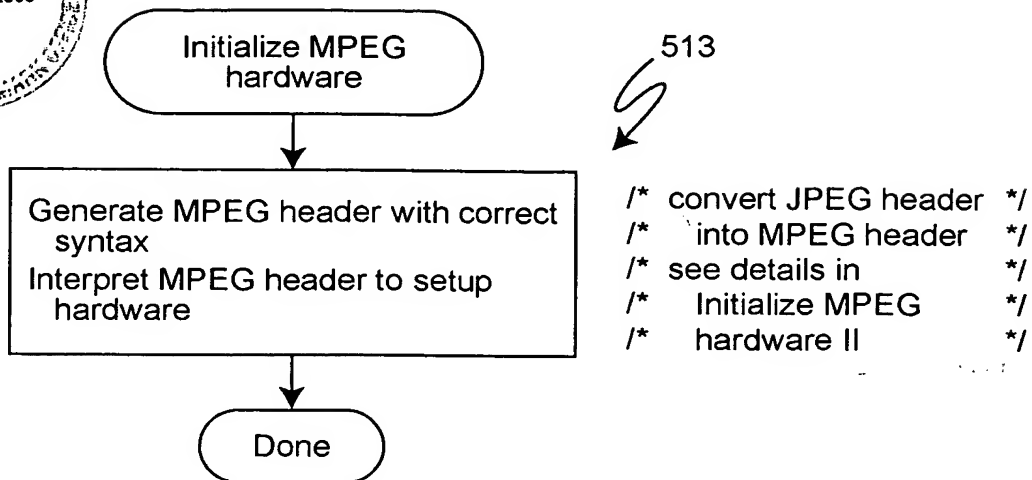 Initialize MPEG
hardware
513
Generate MPEG header with correct
syntax
Interpret MPEG header to setup
hardware
/* convert JPEG header */
/* into MPEG header */
/* see details in */
/* Initialize MPEG */
/* hardware II */
Done